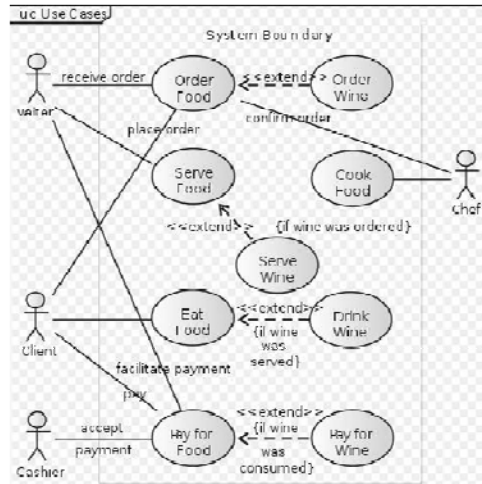 uc Use Cases
System Boundary
receive order
Order
Food
<<extend>>
Order
Wine
Waiter
place order
confirm order
Serve
Food
Cook
Food
Chef
<<extend>>
{if wine was ordered}
Serve
Wine
Client
Eat
Food
<<extend>>
{if wine
was
served}
Drink
Wine
facilitate payment
pay
accept
payment
Cashier
Pay for
Food
<<extend>>
{if wine
was
consumed}
Pay for
Wine